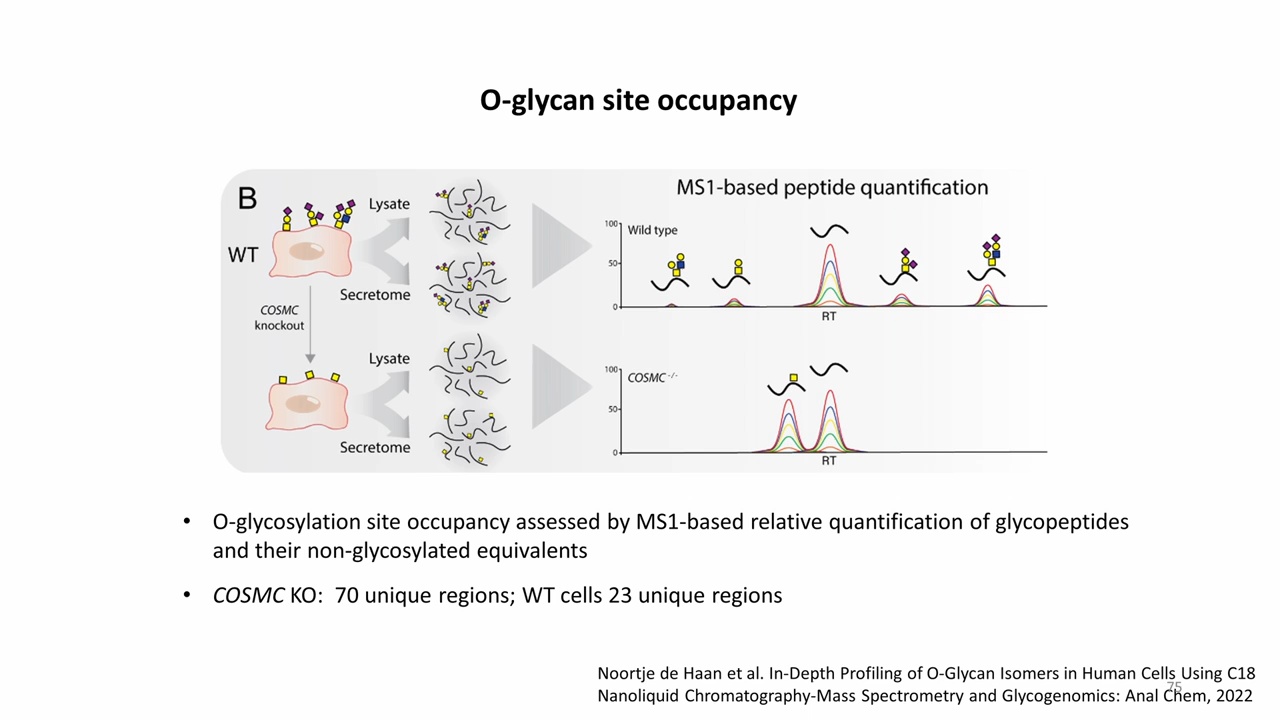 O-glycan site occupancy
B
MS1-based peptide quantification
WT
COSMC
knockout
Lysate
Secretome
Lysate
Secretome
100
50
0
Wild type
RT
100
50
0
COSMC -/-
RT
• O-glycosylation site occupancy assessed by MS1-based relative quantification of glycopeptides
and their non-glycosylated equivalents
• COSMC KO: 70 unique regions; WT cells 23 unique regions
Noortje de Haan et al. In-Depth Profiling of O-Glycan Isomers in Human Cells Using C18
Nanoliquid Chromatography-Mass Spectrometry and Glycogenomics: Anal Chem, 2022
75